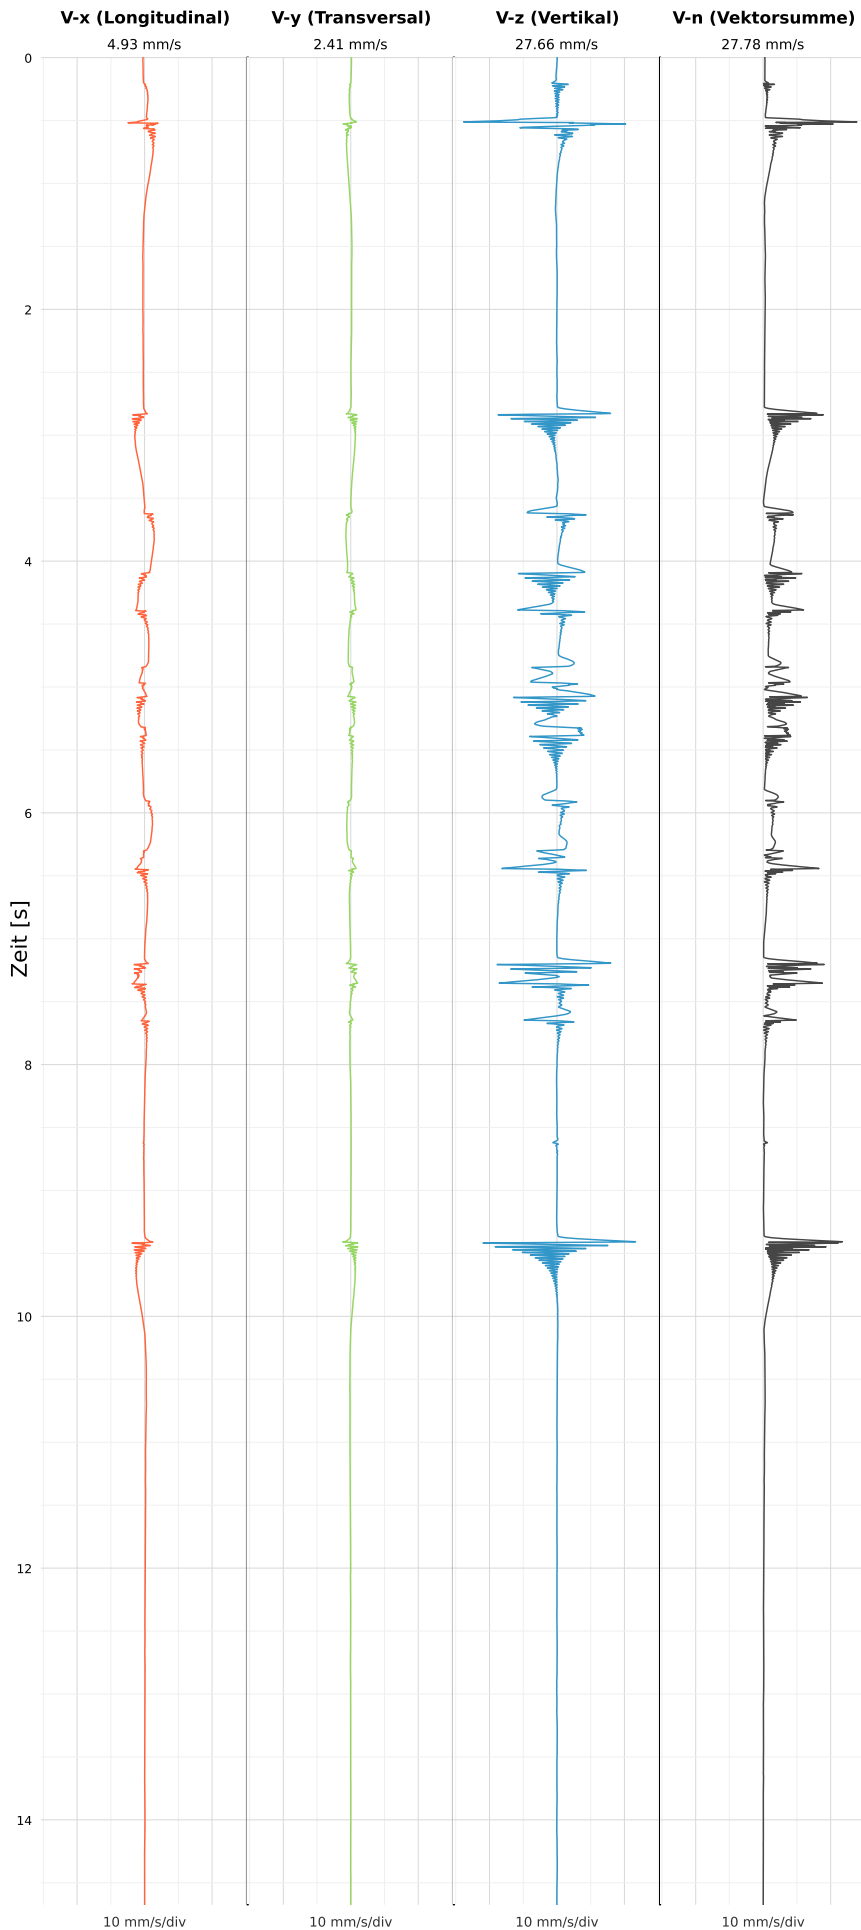 V-x (Longitudinal) V-y (Transversal) V-z (Vertikal) V-n (Vektorsumme)
4.93 mm/s 2.41 mm/s 27.66 mm/s 27.78 mm/s
0
2
4
6
Zeit [s]
8
10
12
14
10 mm/s/div 10 mm/s/div 10 mm/s/div 10 mm/s/div